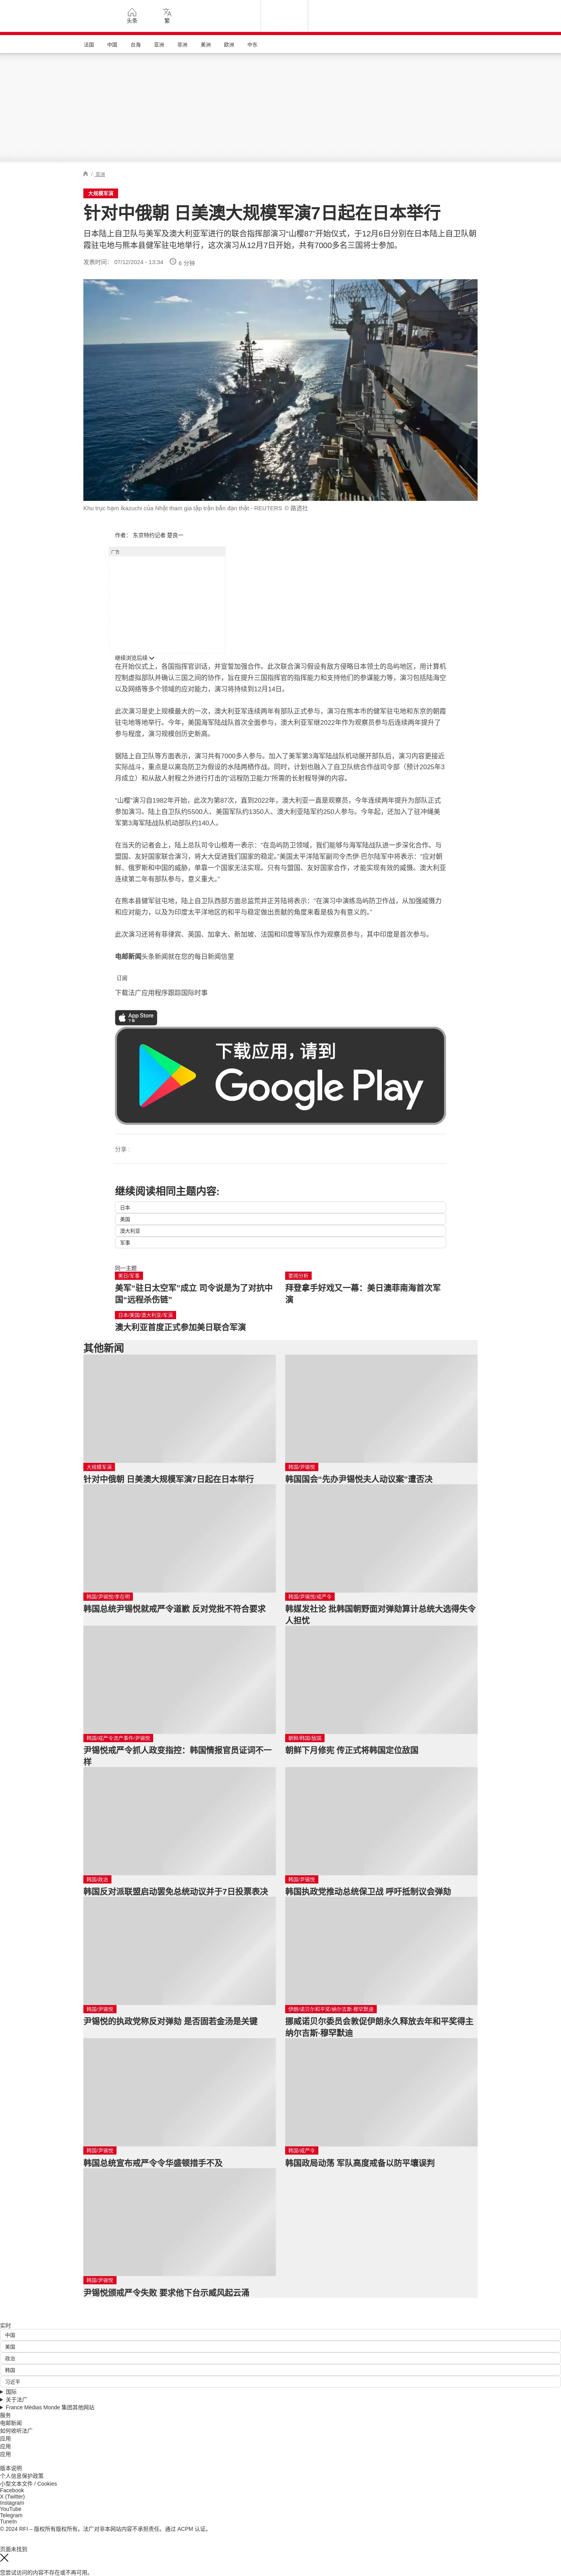 头条
繁
法国 中国 台海 亚洲 非洲 美洲 欧洲 中东
/ 亚洲
大规模军演
针对中俄朝 日美澳大规模军演7日起在日本举行
日本陆上自卫队与美军及澳大利亚军进行的联合指挥部演习“山樱87”开始仪式，于12月6日分别在日本陆上自卫队朝
霞驻屯地与熊本县健军驻屯地举行，这次演习从12月7日开始，共有7000多名三国将士参加。
发表时间： 07/12/2024 - 13:34 6 分钟
Khu trục hạm Ikazuchi của Nhật tham gia tập trận bắn đạn thật - REUTERS © 路透社
作者： 东京特约记者 楚良一
广告
继续浏览后续
在开始仪式上，各国指挥官训话，并宣誓加强合作。此次联合演习假设有敌方侵略日本领土的岛屿地区，用计算机
控制虚拟部队并确认三国之间的协作，旨在提升三国指挥官的指挥能力和支持他们的参谋能力等，演习包括陆海空
以及网络等多个领域的应对能力，演习将持续到12月14日。
此次演习是史上规模最大的一次，澳大利亚军连续两年有部队正式参与，演习在熊本市的健军驻屯地和东京的朝霞
驻屯地等地举行。今年，美国海军陆战队首次全面参与，澳大利亚军继2022年作为观察员参与后连续两年提升了
参与程度，演习规模创历史新高。
据陆上自卫队等方面表示，演习共有7000多人参与。加入了美军第3海军陆战队机动展开部队后，演习内容更接近
实际战斗，重点是以离岛防卫为假设的水陆两栖作战。同时，计划也融入了自卫队统合作战司令部（预计2025年3
月成立）和从敌人射程之外进行打击的“远程防卫能力”所需的长射程导弹的内容。
“山樱”演习自1982年开始，此次为第87次，直到2022年，澳大利亚一直是观察员，今年连续两年提升为部队正式
参加演习。陆上自卫队约5500人、美国军队约1350人、澳大利亚陆军约250人参与。今年起，还加入了驻冲绳美
军第3海军陆战队机动部队约140人。
在当天的记者会上，陆上总队司令山根寿一表示：“在岛屿防卫领域，我们能够与海军陆战队进一步深化合作。与
盟国、友好国家联合演习，将大大促进我们国家的稳定。”美国太平洋陆军副司令杰伊·巴尔陆军中将表示：“应对朝
鲜、俄罗斯和中国的威胁，单靠一个国家无法实现。只有与盟国、友好国家合作，才能实现有效的威慑。澳大利亚
连续第二年有部队参与，意义重大。”
在熊本县健军驻屯地，陆上自卫队西部方面总监荒井正芳陆将表示：“在演习中演练岛屿防卫作战，从加强威慑力
和应对能力，以及为印度太平洋地区的和平与稳定做出贡献的角度来看是极为有意义的。”
此次演习还将有菲律宾、英国、加拿大、新加坡、法国和印度等军队作为观察员参与，其中印度是首次参与。
电邮新闻头条新闻就在您的每日新闻信里
订阅
下载法广应用程序跟踪国际时事
App Store
下载
下载应用，请到
Google Play
分享 :
继续阅读相同主题内容:
日本
美国
澳大利亚
军事
同一主题
美日/军事
美军“驻日太空军”成立 司令说是为了对抗中
国“远程杀伤链”
要闻分析
拜登拿手好戏又一幕：美日澳菲南海首次军
演
日本/美国/澳大利亚/军演
澳大利亚首度正式参加美日联合军演
其他新闻
大规模军演
针对中俄朝 日美澳大规模军演7日起在日本举行
韩国/尹锡悦
韩国国会“先办尹锡悦夫人动议案”遭否决
韩国/尹锡悦/李在明
韩国总统尹锡悦就戒严令道歉 反对党批不符合要求
韩国/尹锡悦/戒严令
韩媒发社论 批韩国朝野面对弹劾算计总统大选得失令
人担忧
韩国/戒严令流产事件/尹锡悦
尹锡悦戒严令抓人政变指控：韩国情报官员证词不一
样
朝鲜/韩国/敌国
朝鲜下月修宪 传正式将韩国定位敌国
韩国/政治
韩国反对派联盟启动罢免总统动议并于7日投票表决
韩国/尹锡悦
韩国执政党推动总统保卫战 呼吁抵制议会弹劾
韩国/尹锡悦
尹锡悦的执政党称反对弹劾 是否固若金汤是关键
伊朗/诺贝尔和平奖/纳尔吉斯·穆罕默迪
挪威诺贝尔委员会敦促伊朗永久释放去年和平奖得主
纳尔吉斯·穆罕默迪
韩国/尹锡悦
韩国总统宣布戒严令令华盛顿措手不及
韩国/戒严令
韩国政局动荡 军队高度戒备以防平壤误判
韩国/尹锡悦
尹锡悦颁戒严令失败 要求他下台示威风起云涌
实时
中国
美国
政治
韩国
习近平
国际
关于法广
France Médias Monde 集团其他网站
服务
电邮新闻
如何收听法广
应用
应用
应用
版本说明
个人信息保护政策
小型文本文件 / Cookies
Facebook
X (Twitter)
Instagram
YouTube
Telegram
TuneIn
© 2024 RFI – 版权所有版权所有。法广对非本网站内容不承担责任。通过 ACPM 认证。
页面未找到
您尝试访问的内容不存在或不再可用。